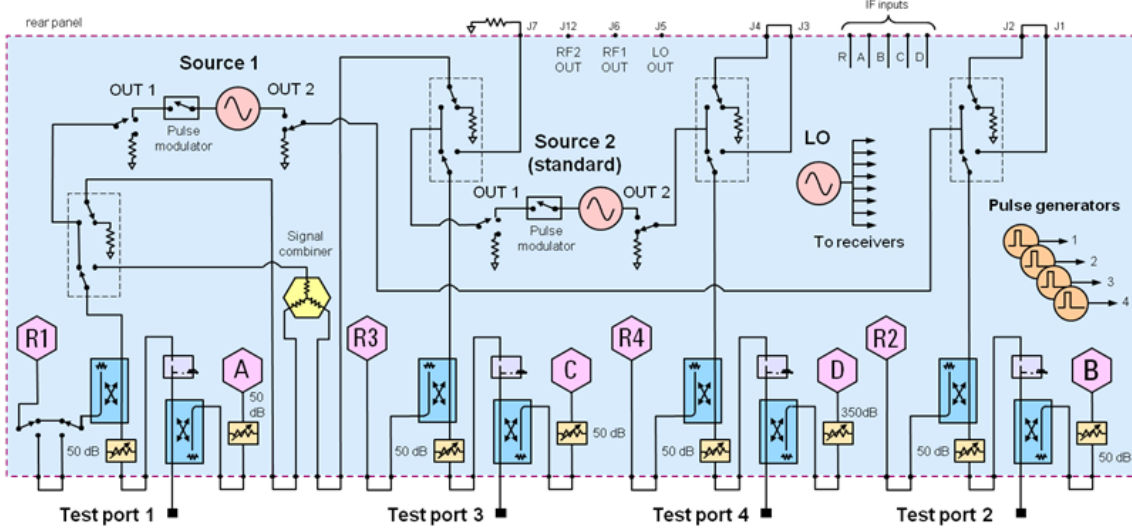 IF inputs
rear panel
J7
J12
J6
J5
J4
J3
J2
J1
RF2
OUT
RF1
OUT
LO
OUT
R
A
B
C
D
Source 1
OUT 1
OUT 2
Pulse
modulator
Source 2
(standard)
OUT 1
OUT 2
Pulse
modulator
LO
To receivers
Pulse generators
1
2
3
4
Signal
combiner
R1
A
R3
C
R4
D
R2
B
50
dB
50 dB
50 dB
50 dB
50 dB
350dB
50 dB
50 dB
Test port 1
Test port 3
Test port 4
Test port 2